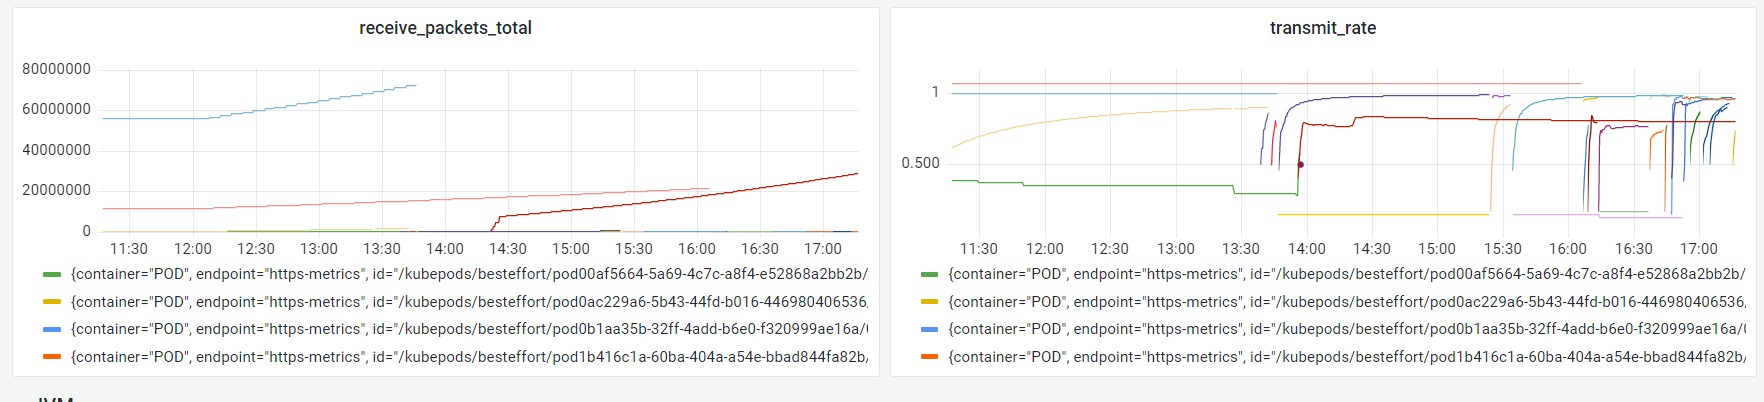 receive_packets_total
80000000
60000000
40000000
20000000
0
11:30 12:00 12:30 13:00 13:30 14:00 14:30 15:00 15:30 16:00 16:30 17:00
{container="POD", endpoint="https-metrics", id="/kubepods/besteffort/pod00af5664-5a69-4c7c-a8f4-e52868a2bb2b/
{container="POD", endpoint="https-metrics", id="/kubepods/besteffort/pod0ac229a6-5b43-44fd-b016-446980406536,
{container="POD", endpoint="https-metrics", id="/kubepods/besteffort/pod0b1aa35b-32ff-4add-b6e0-f320999ae16a/
{container="POD", endpoint="https-metrics", id="/kubepods/besteffort/pod1b416c1a-60ba-404a-a54e-bbad844fa82b/
transmit_rate
1
0.500
11:30 12:00 12:30 13:00 13:30 14:00 14:30 15:00 15:30 16:00 16:30 17:00
{container="POD", endpoint="https-metrics", id="/kubepods/besteffort/pod00af5664-5a69-4c7c-a8f4-e52868a2bb2b/
{container="POD", endpoint="https-metrics", id="/kubepods/besteffort/pod0ac229a6-5b43-44fd-b016-446980406536,
{container="POD", endpoint="https-metrics", id="/kubepods/besteffort/pod0b1aa35b-32ff-4add-b6e0-f320999ae16a/
{container="POD", endpoint="https-metrics", id="/kubepods/besteffort/pod1b416c1a-60ba-404a-a54e-bbad844fa82b/